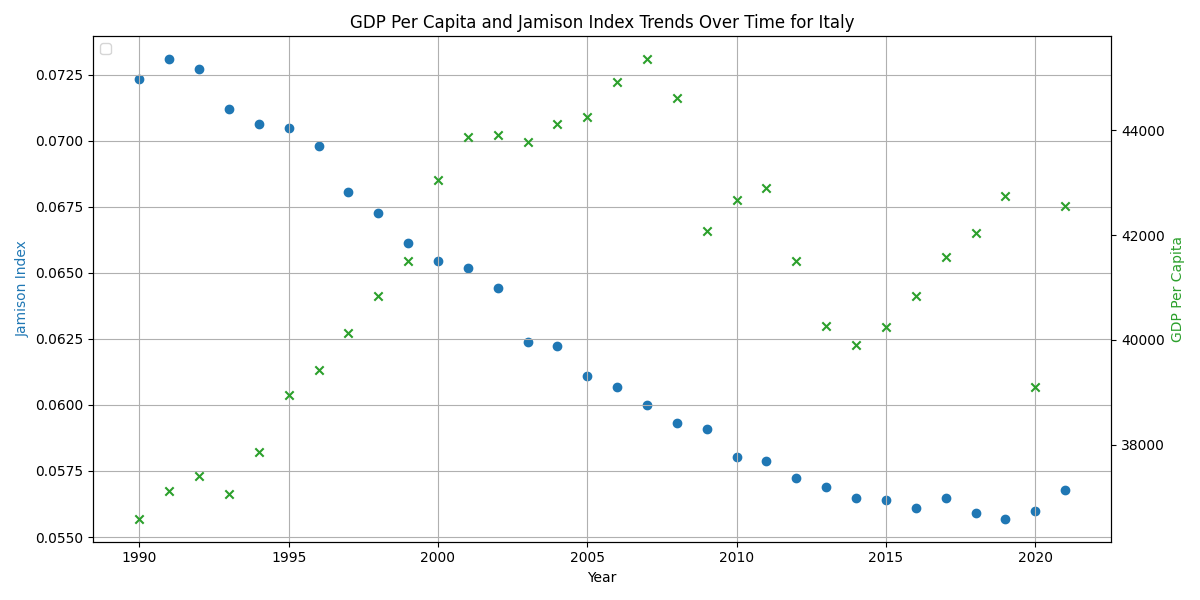 GDP Per Capita and Jamison Index Trends Over Time for Italy
Jamison Index
0.0725
0.0700
0.0675
0.0650
0.0625
0.0600
0.0575
0.0550
44000
42000
40000
38000
GDP Per Capita
1990 1995 2000 2005 2010 2015 2020
Year